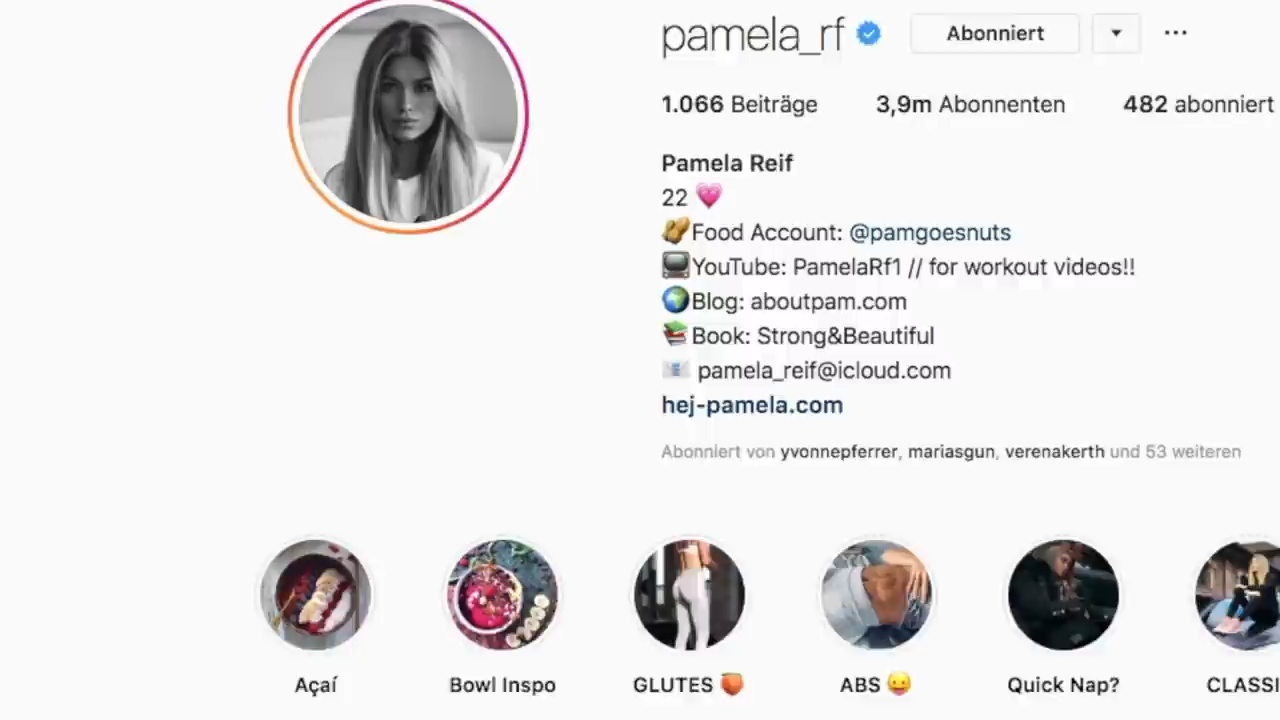 pamela_rf Abonniert
1.066 Beiträge 3,9m Abonnenten 482 abonniert
Pamela Reif
22 💗
🥜Food Account: @pamgoesnuts
📺YouTube: PamelaRf1 // for workout videos!!
🌍Blog: aboutpam.com
📚Book: Strong&Beautiful
📧 pamela_reif@icloud.com
hej-pamela.com
Abonniert von yvonnepferrer, mariasgun, verenakerth und 53 weiteren
Açaí Bowl Inspo GLUTES 🍑 ABS 😛 Quick Nap? CLASSI